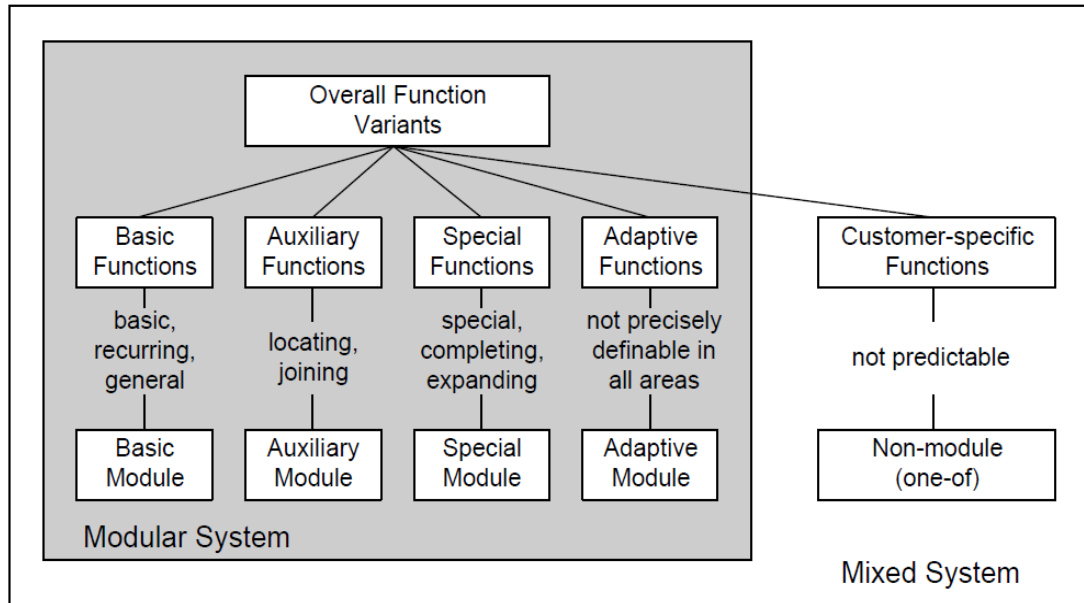 Overall Function
Variants
Basic
Functions
Auxiliary
Functions
Special
Functions
Adaptive
Functions
Customer-specific
Functions
basic,
recurring,
general
locating,
joining
special,
completing,
expanding
not precisely
definable in
all areas
not predictable
Basic
Module
Auxiliary
Module
Special
Module
Adaptive
Module
Non-module
(one-of)
Modular System
Mixed System